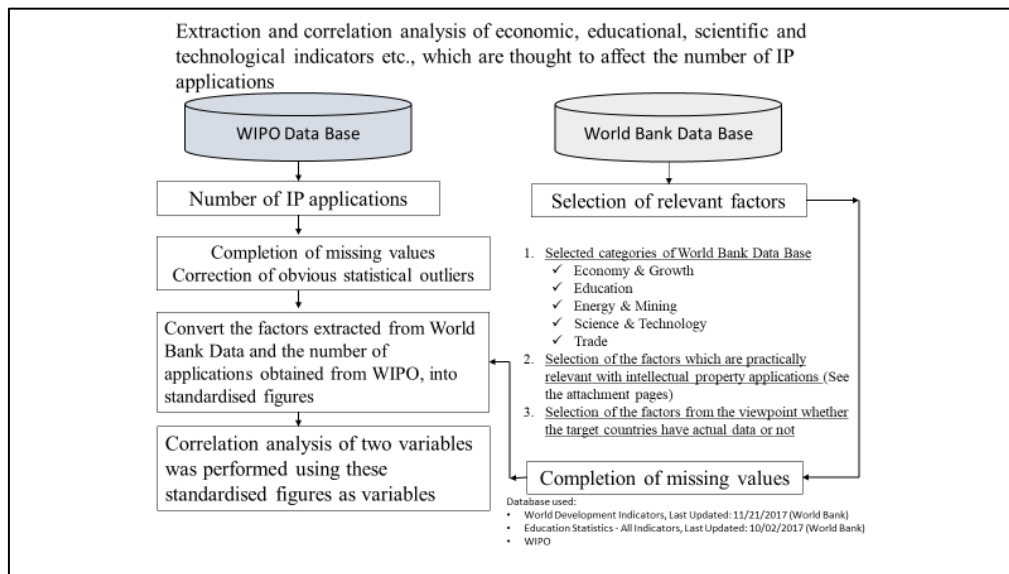 Extraction and correlation analysis of economic, educational, scientific and
technological indicators etc., which are thought to affect the number of IP
applications
WIPO Data Base
World Bank Data Base
Number of IP applications
Selection of relevant factors
Completion of missing values
Correction of obvious statistical outliers
Convert the factors extracted from World
Bank Data and the number of
applications obtained from WIPO, into
standardised figures
Correlation analysis of two variables
was performed using these
standardised figures as variables
1. Selected categories of World Bank Data Base
✓ Economy & Growth
✓ Education
✓ Energy & Mining
✓ Science & Technology
✓ Trade
2. Selection of the factors which are practically
relevant with intellectual property applications (See
the attachment pages)
3. Selection of the factors from the viewpoint whether
the target countries have actual data or not
Completion of missing values
Database used:
• World Development Indicators, Last Updated: 11/21/2017 (World Bank)
• Education Statistics - All Indicators, Last Updated: 10/02/2017 (World Bank)
• WIPO